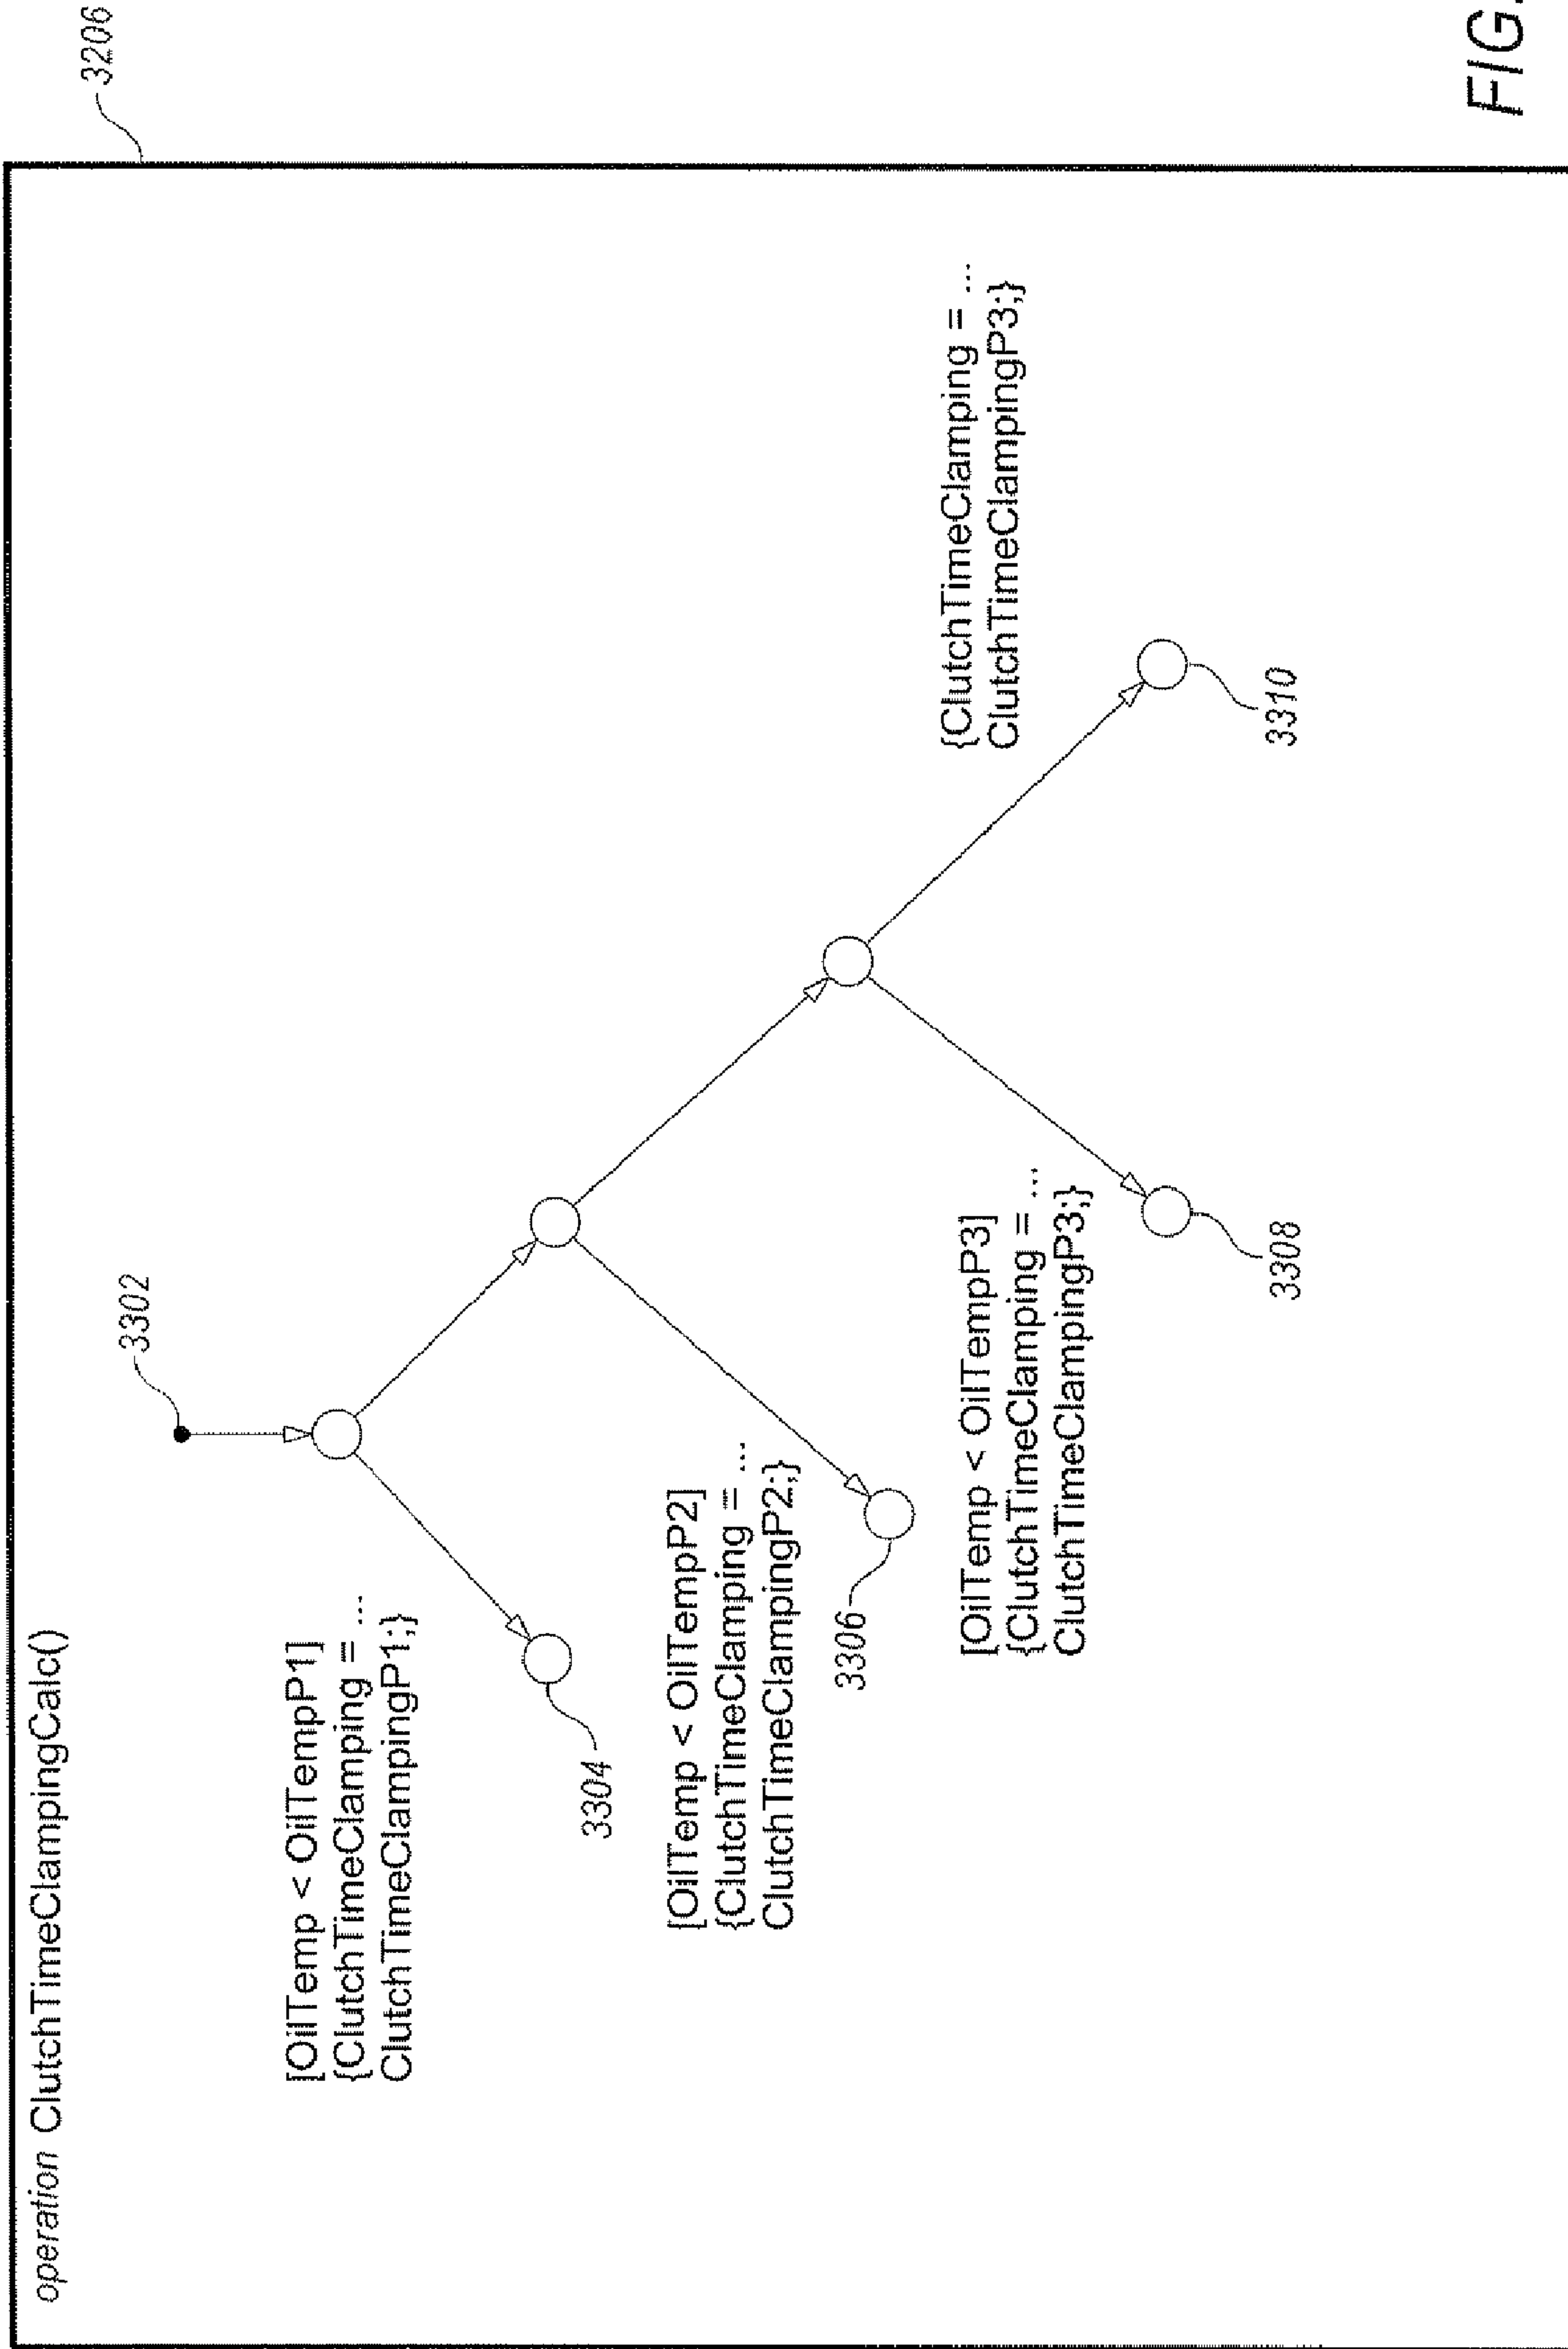 3206
operation ClutchTimeClampingCalc()
3302
[OilTemp < OilTempP1]
{ClutchTimeClamping = ...
ClutchTimeClampingP1;}
3304
[OilTemp < OilTempP2]
{ClutchTimeClamping = ...
ClutchTimeClampingP2;}
3306
[OilTemp < OilTempP3]
{ClutchTimeClamping = ...
ClutchTimeClampingP3;}
3308
{ClutchTimeClamping = ...
ClutchTimeClampingP3;}
3310
FIG.